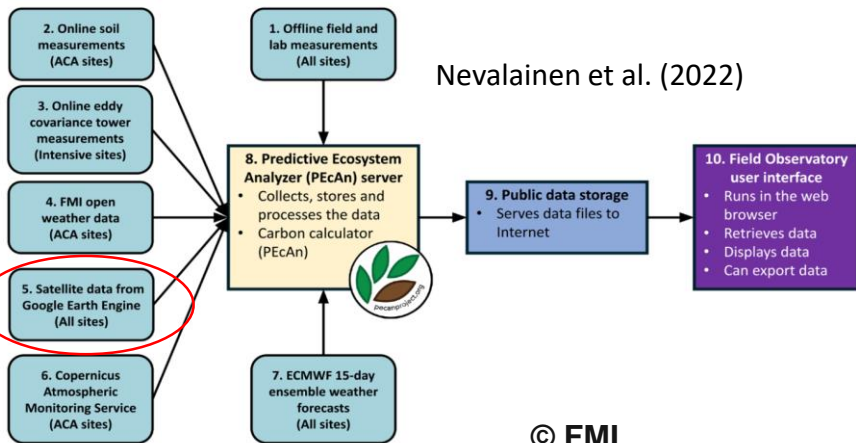 2. Online soil
measurements
(ACA sites)
1. Offline field and
lab measurements
(All sites)
Nevalainen et al. (2022)
3. Online eddy
covariance tower
measurements
(Intensive sites)
4. FMI open
weather data
(ACA sites)
5. Satellite data from
Google Earth Engine
(All sites)
6. Copernicus
Atmospheric
Monitoring Service
(ACA sites)
8. Predictive Ecosystem
Analyzer (PEcAn) server
• Collects, stores and
processes the data
• Carbon calculator
(PEcAn)
pecanproject.org
7. ECMWF 15-day
ensemble weather
forecasts
(All sites)
9. Public data storage
• Serves data files to
Internet
10. Field Observatory
user interface
• Runs in the web
browser
• Retrieves data
• Displays data
• Can export data
© FMI